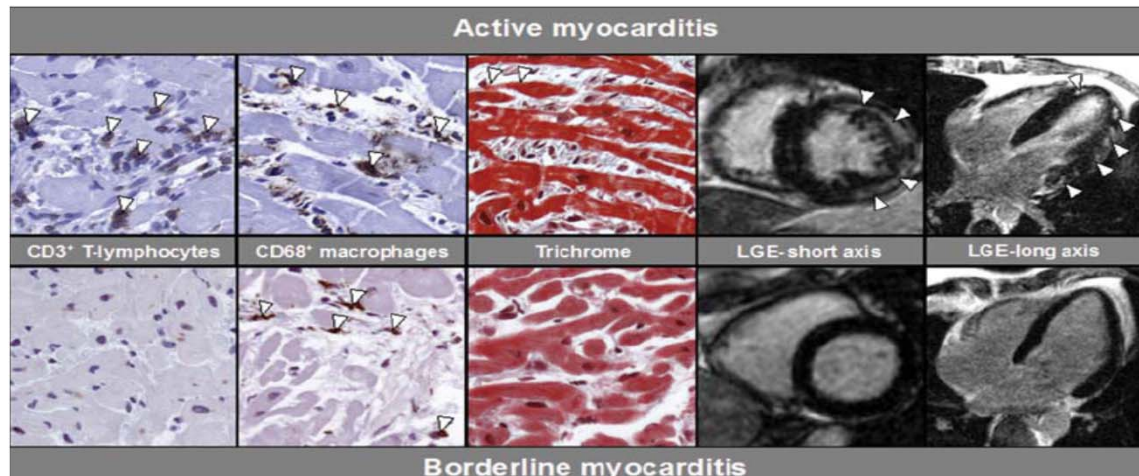 Active myocarditis
CD3⁺ T-lymphocytes CD68⁺ macrophages Trichrome LGE-short axis LGE-long axis
Borderline myocarditis